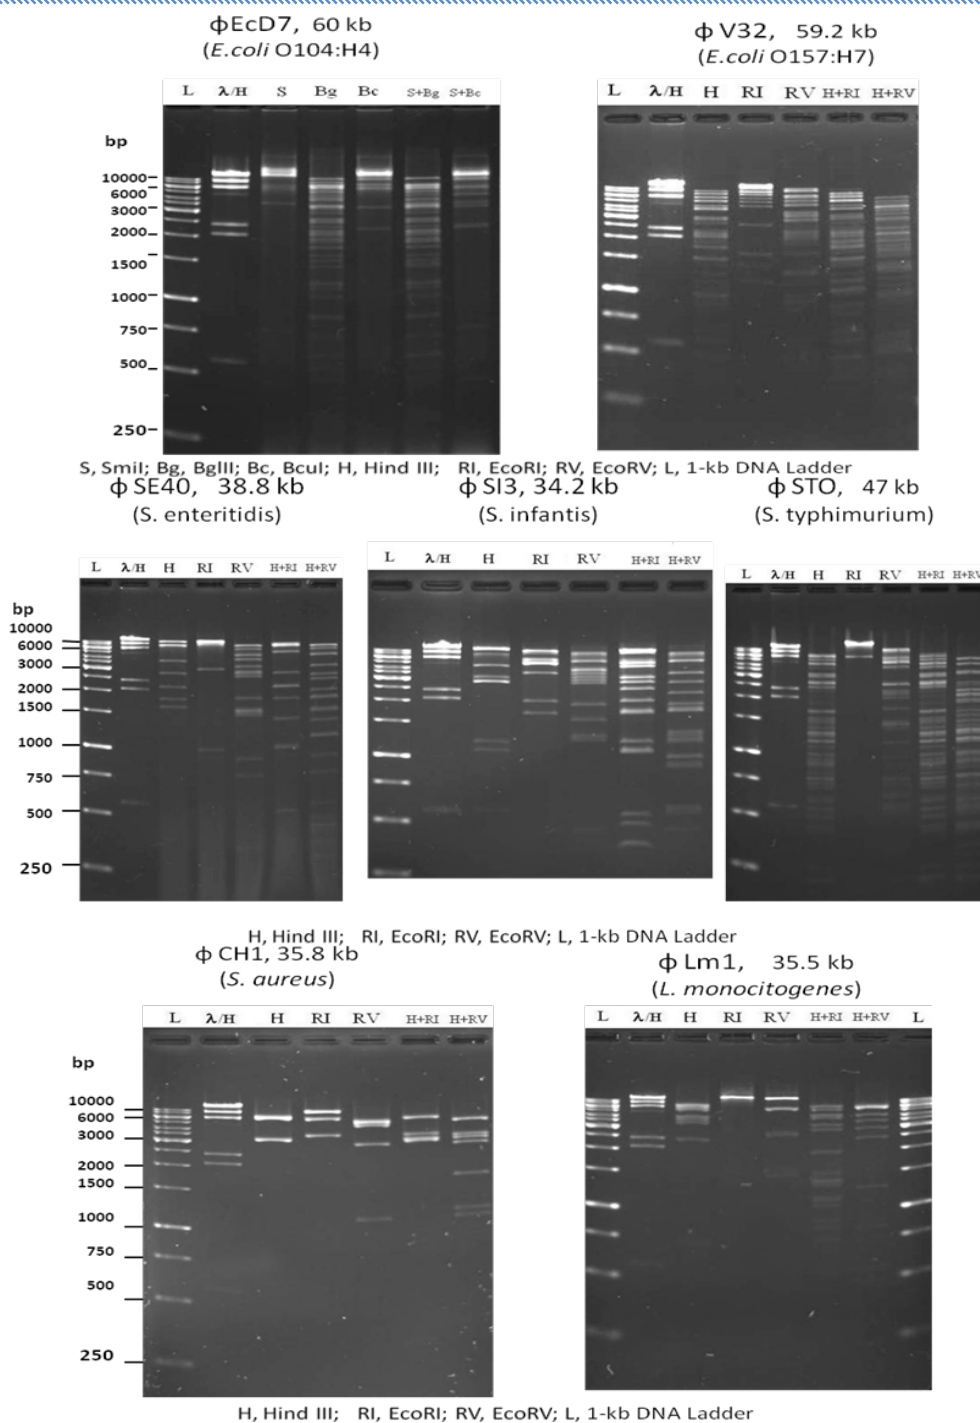 ϕEcD7, 60 kb
(E.coli O104:H4)
L λ/H S Bg Bc S+Bg S+Bc
bp
10000
6000
3000
2000
1500
1000
750
500
250
ϕ V32, 59.2 kb
(E.coli O157:H7)
L λ/H H RI RV H+RI H+RV
S, SmiI; Bg, BglII; Bc, BcuI; H, Hind III; RI, EcoRI; RV, EcoRV; L, 1-kb DNA Ladder
ϕ SE40, 38.8 kb
(S. enteritidis)
L λ/H H RI RV H+RI H+RV
bp
10000
6000
3000
2000
1500
1000
750
500
250
ϕ SI3, 34.2 kb
(S. infantis)
L λ/H H RI RV H+RI H+RV
ϕ STO, 47 kb
(S. typhimurium)
L λ/H H RI RV H+RI H+RV
H, Hind III; RI, EcoRI; RV, EcoRV; L, 1-kb DNA Ladder
ϕ CH1, 35.8 kb
(S. aureus)
L λ/H H RI RV H+RI H+RV
bp
10000
6000
3000
2000
1500
1000
750
500
250
ϕ Lm1, 35.5 kb
(L. monocitogenes)
L λ/H H RI RV H+RI H+RV L
H, Hind III; RI, EcoRI; RV, EcoRV; L, 1-kb DNA Ladder